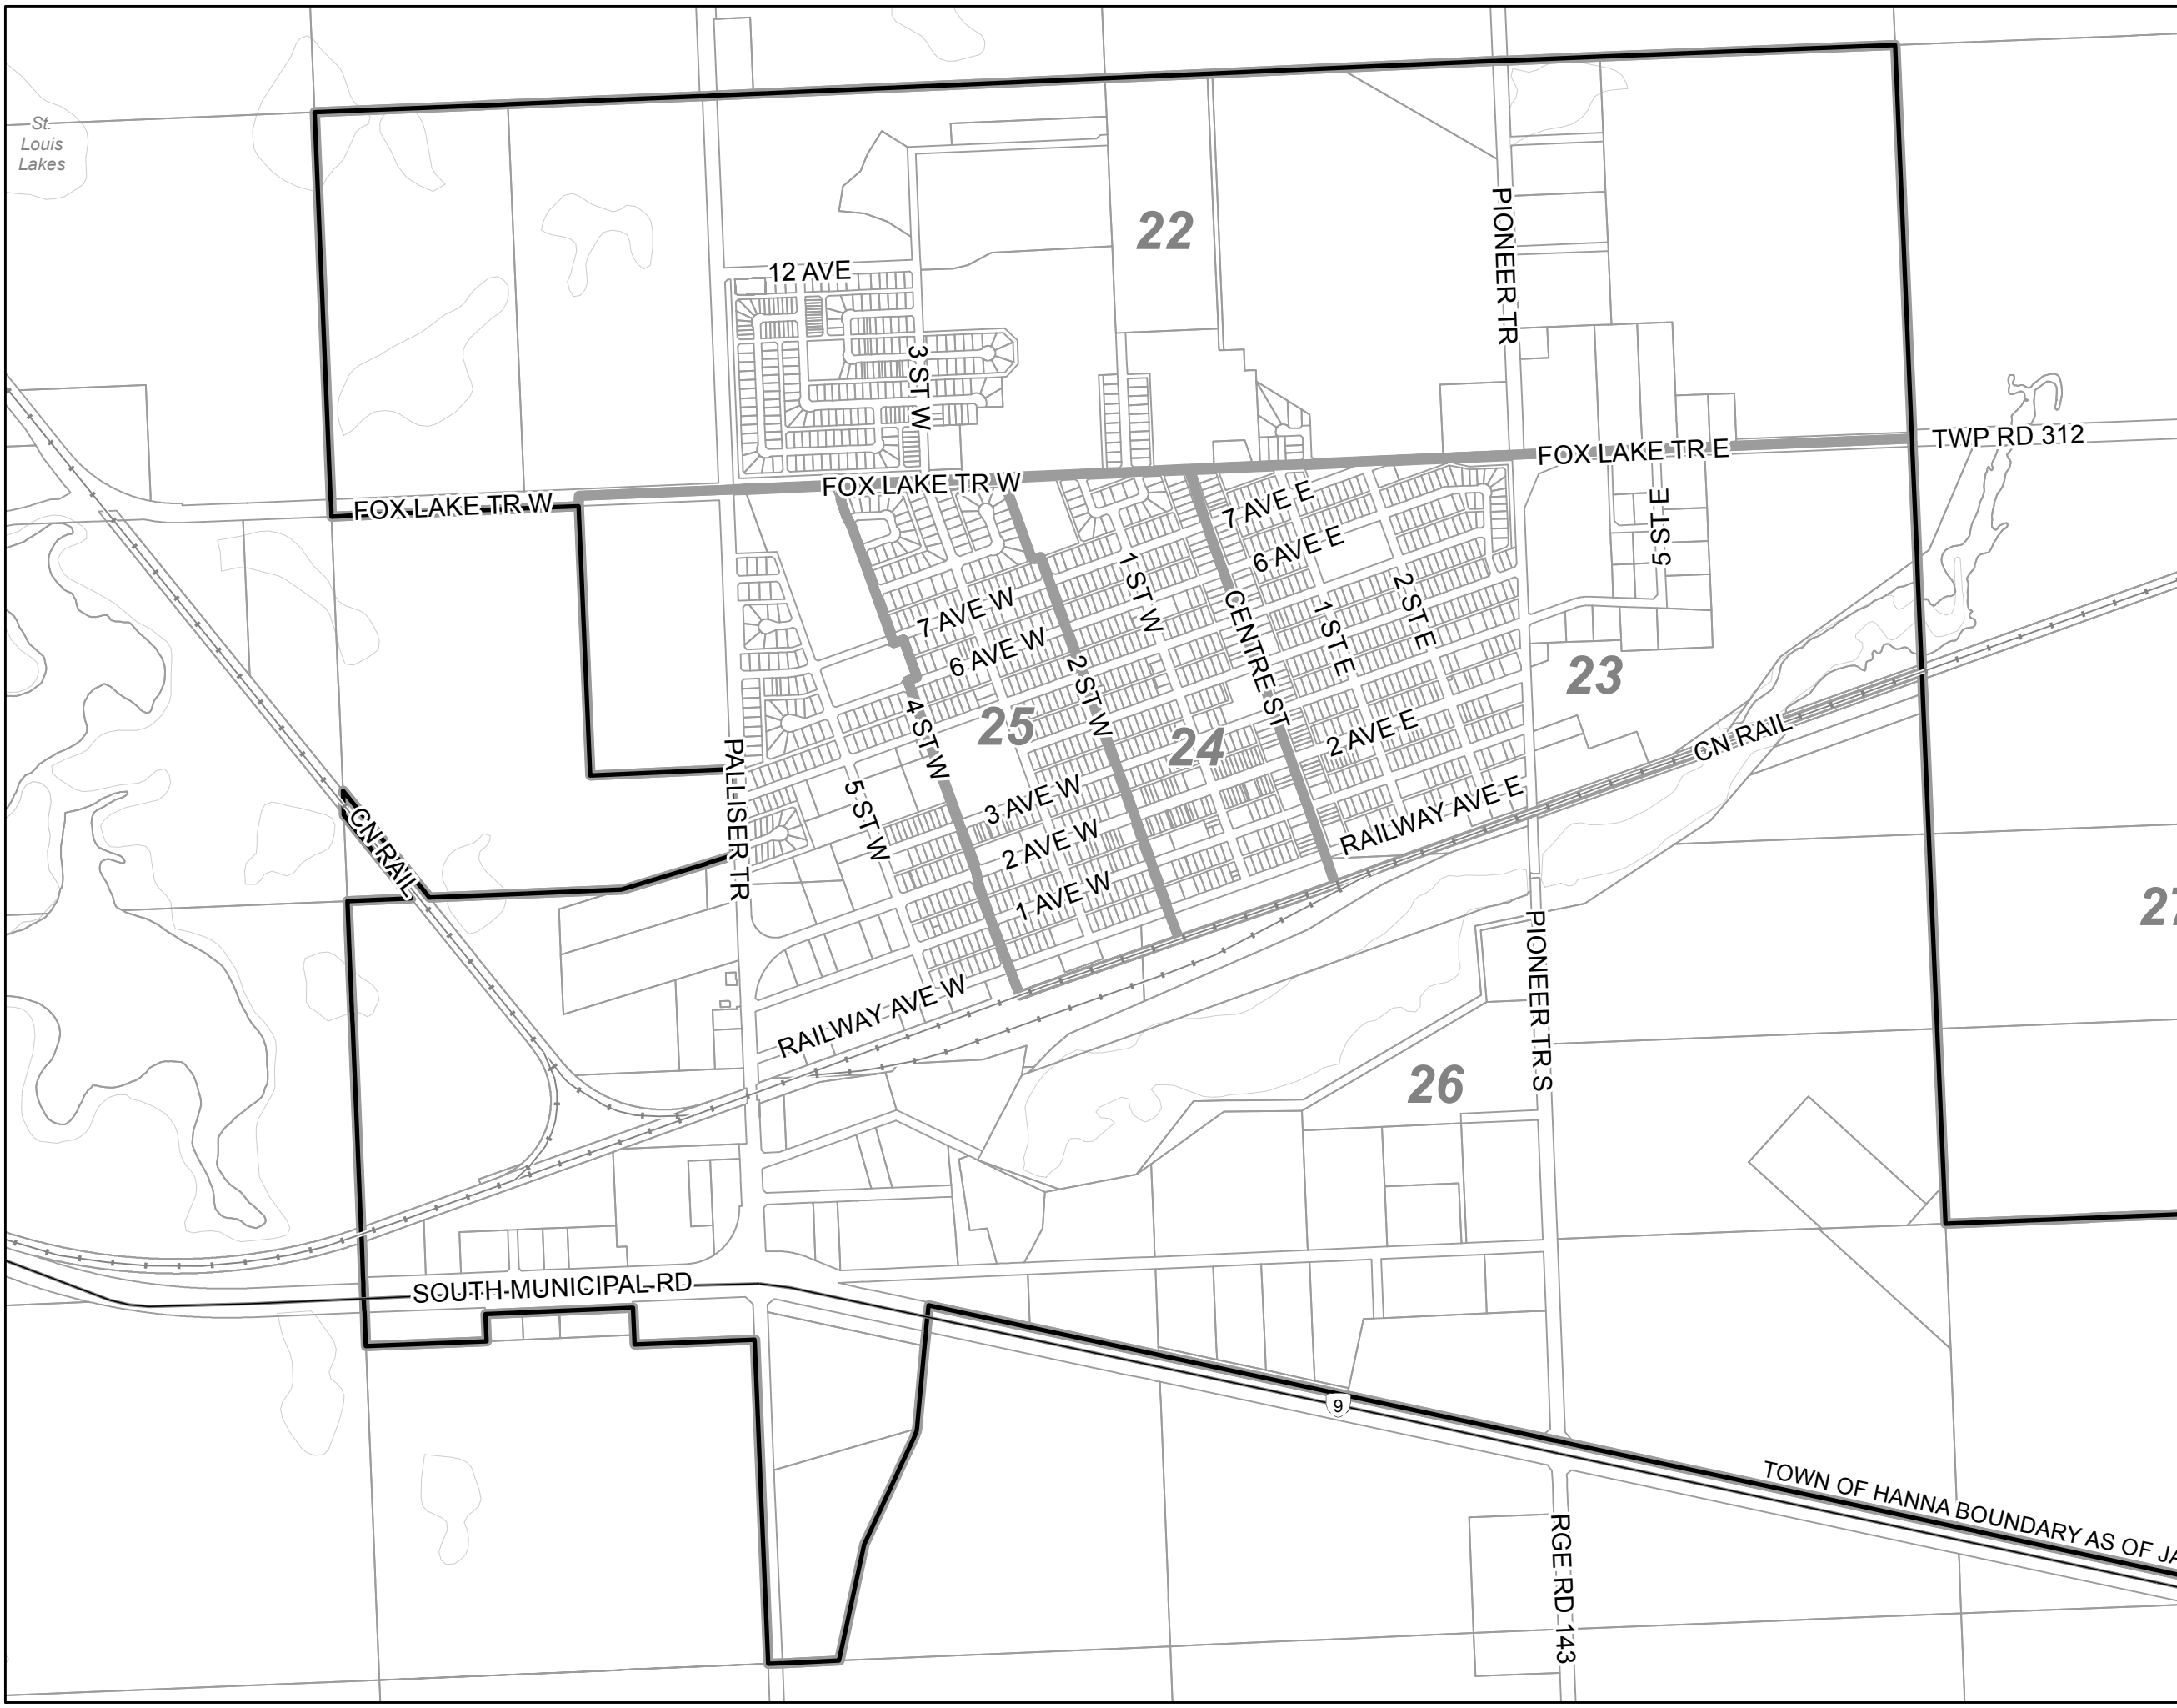 St.
Louis
Lakes
22
PIONEER TR
12 AVE
3 ST W
FOX LAKE TR E
TWP RD 312
FOX LAKE TR W
FOX LAKE TR W
7 AVE E
6 AVE E
5 ST E
1 ST W
2 ST E
7 AVE W
6 AVE W
CENTRE ST
1 ST E
23
2 ST W
4 ST W
25
24
2 AVE E
CN RAIL
PALLISER TR
5 ST W
3 AVE W
RAILWAY AVE E
CN RAIL
2 AVE W
1 AVE W
27
PIONEER TR S
RAILWAY AVE W
26
SOUTH MUNICIPAL RD
9
TOWN OF HANNA BOUNDARY AS OF JA
RGE RD 143